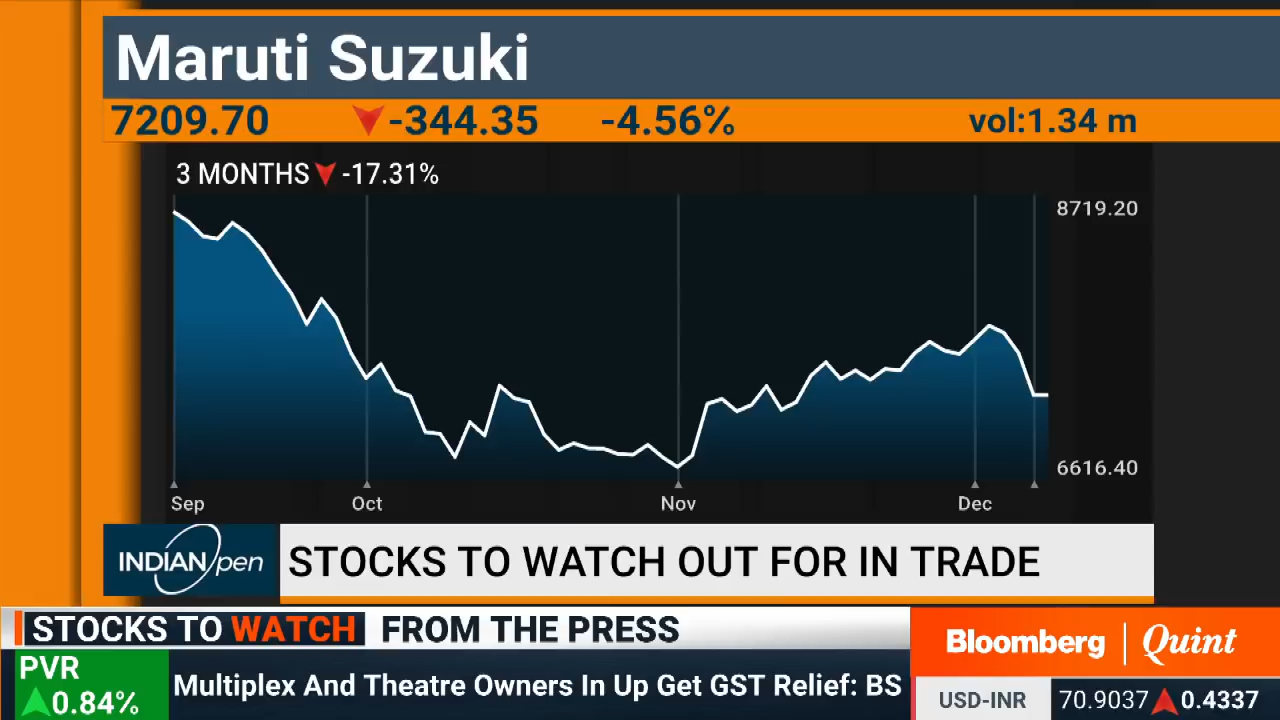 Maruti Suzuki
7209.70 -344.35 -4.56% vol:1.34 m
3 MONTHS -17.31%
8719.20
6616.40
Sep Oct Nov Dec
INDIAN Open STOCKS TO WATCH OUT FOR IN TRADE
STOCKS TO WATCH FROM THE PRESS
Bloomberg | Quint
PVR
0.84%
Multiplex And Theatre Owners In Up Get GST Relief: BS
USD-INR 70.9037 0.4337